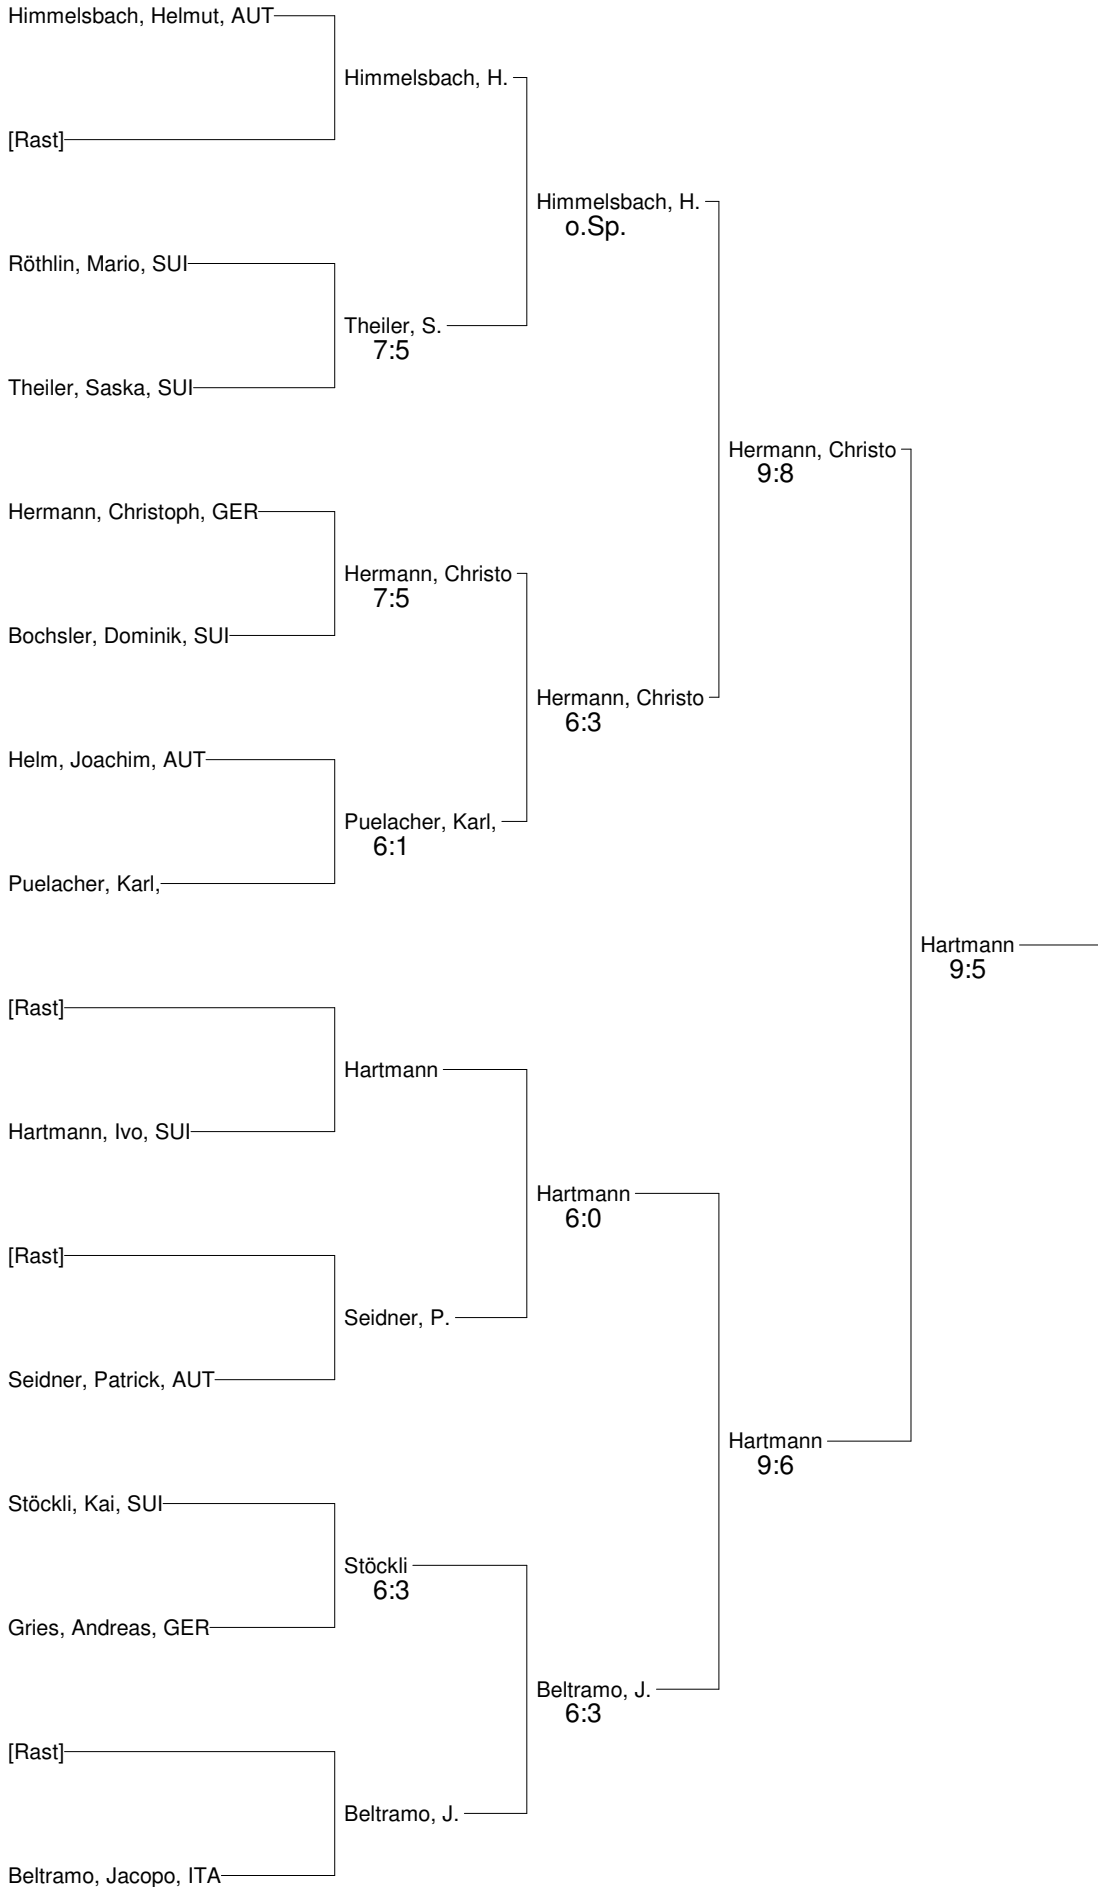 Himmelsbach, Helmut, AUT
Himmelsbach, H.
[Rast]
Himmelsbach, H.
o.Sp.
Röthlin, Mario, SUI
Theiler, S.
7:5
Theiler, Saska, SUI
Hermann, Christo
9:8
Hermann, Christoph, GER
Hermann, Christo
7:5
Bochsler, Dominik, SUI
Hermann, Christo
6:3
Helm, Joachim, AUT
Puelacher, Karl,
6:1
Puelacher, Karl,
Hartmann
9:5
[Rast]
Hartmann
Hartmann, Ivo, SUI
Hartmann
6:0
[Rast]
Seidner, P.
Seidner, Patrick, AUT
Hartmann
9:6
Stöckli, Kai, SUI
Stöckli
6:3
Gries, Andreas, GER
Beltramo, J.
6:3
[Rast]
Beltramo, J.
Beltramo, Jacopo, ITA